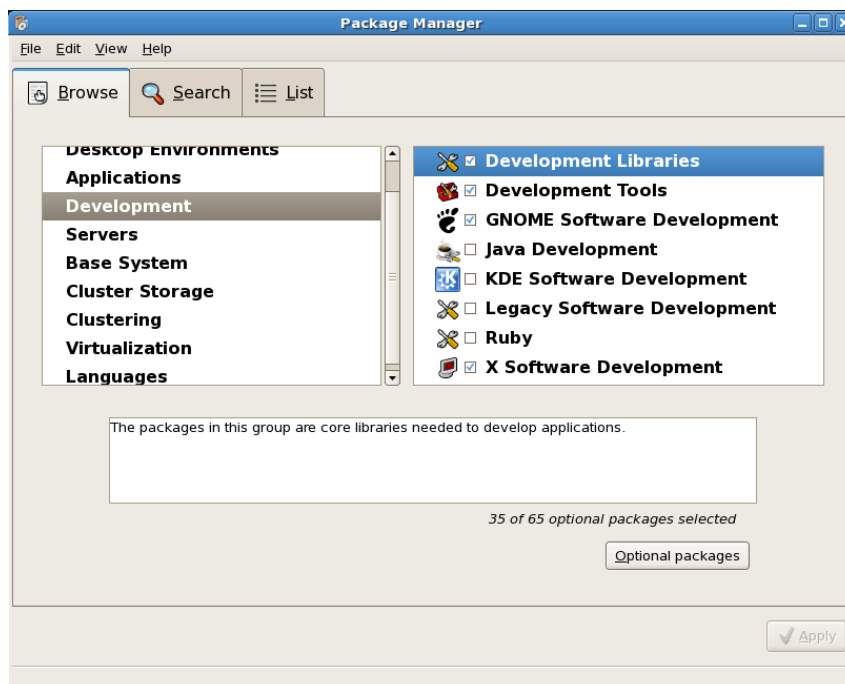 Package Manager
File Edit View Help
Browse Search List
Desktop Environments
Applications
Development
Servers
Base System
Cluster Storage
Clustering
Virtualization
Languages
Development Libraries
Development Tools
GNOME Software Development
Java Development
KDE Software Development
Legacy Software Development
Ruby
X Software Development
The packages in this group are core libraries needed to develop applications.
35 of 65 optional packages selected
Optional packages
Apply